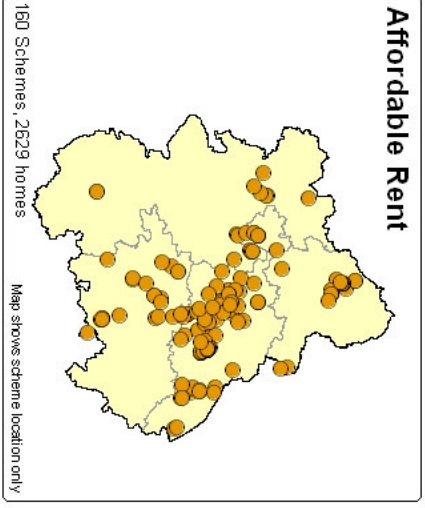 Affordable Rent
160 Schemes, 2629 homes
Map shows scheme location only